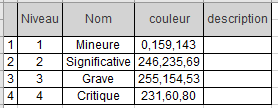 Niveau Nom couleur description
1 1 Mineure 0,159,143
2 2 Significative 246,235,69
3 3 Grave 255,154,53
4 4 Critique 231,60,80